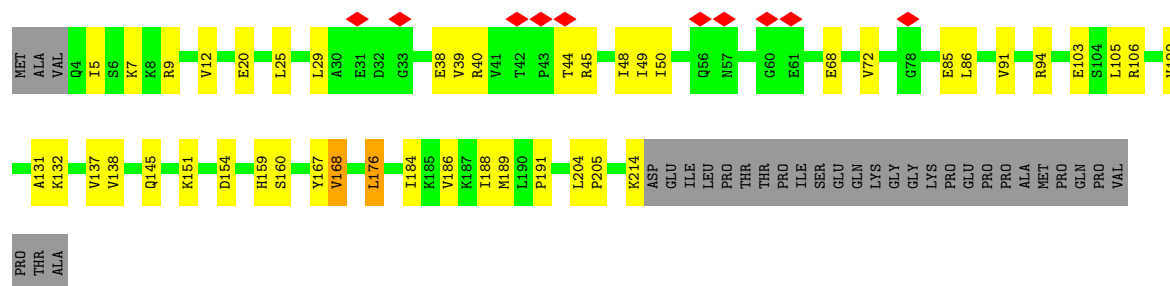 MET ALA VAL Q4 I5 S6 K7 K8 R9 V12 E20 L25 L29 A30 E31 D32 G33 E38 V39 R40 V41 T42 P43 T44 R45 I48 I49 I50 Q56 N57 G60 E61 E68 V72 G78 E85 L86 V91 R94 E103 S104 L105 R106
A131 K132 V137 V138 Q145 K151 D154 H159 S160 Y167 V168 L176 I184 K185 V186 K187 I188 M189 L190 P191 L204 P205 K214 ASP GLU ILE LEU PRO THR THR PRO ILE SER GLU GLN LYS GLY GLY LYS PRO GLU PRO PRO ALA MET PRO GLN PRO VAL
PRO THR ALA